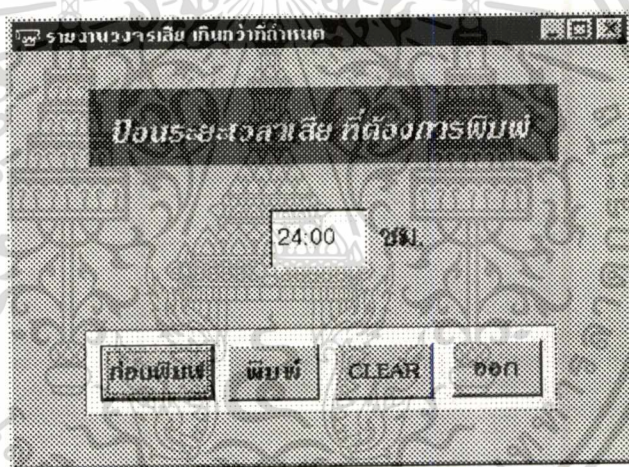 รายงานวงจรเสีย เกินกว่าที่กำหนด
ป้อนระยะเวลาเสีย ที่ต้องการพิมพ์
24:00 ชม.
ก่อนพิมพ์ พิมพ์ CLEAR ออก